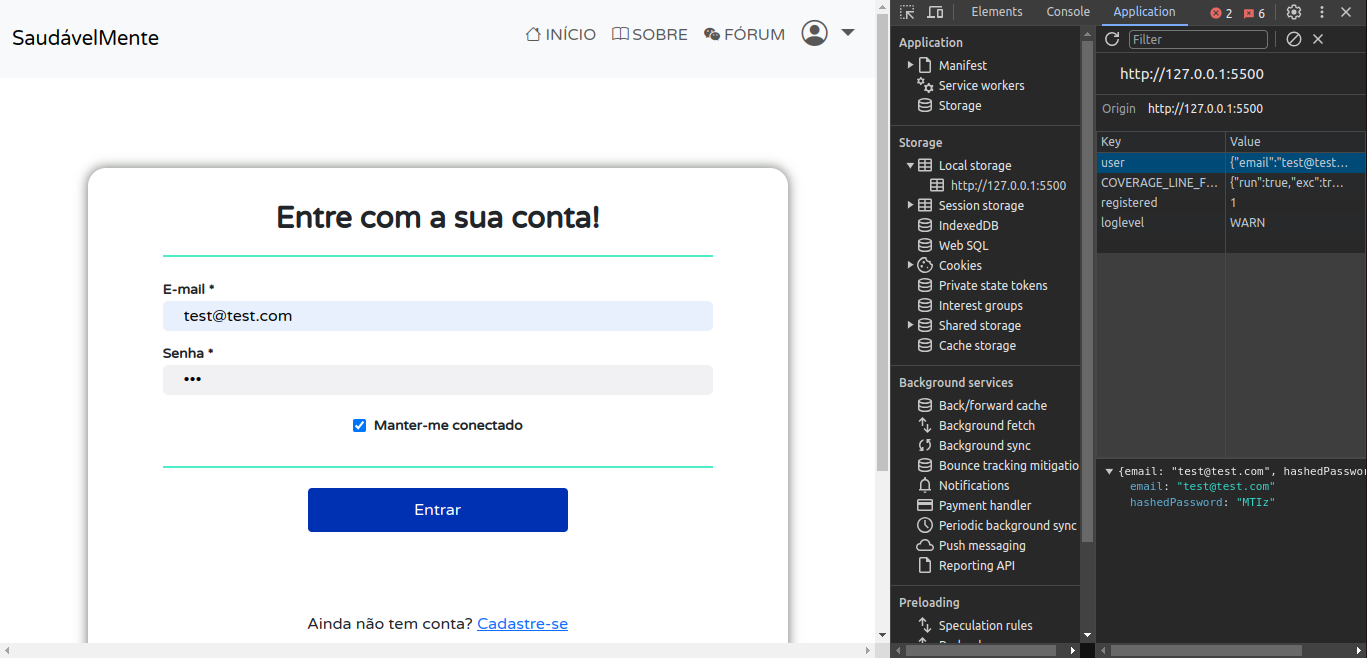 SaudávelMente
INÍCIO SOBRE FÓRUM
Entre com a sua conta!
E-mail *
test@test.com
Senha *
•••
Manter-me conectado
Entrar
Ainda não tem conta? Cadastre-se
Elements Console Application 2 6
Application
Manifest
Service workers
Storage
Storage
Local storage
http://127.0.0.1:5500
Session storage
IndexedDB
Web SQL
Cookies
Private state tokens
Interest groups
Shared storage
Cache storage
Background services
Back/forward cache
Background fetch
Background sync
Bounce tracking mitigatio
Notifications
Payment handler
Periodic background sync
Push messaging
Reporting API
Preloading
Speculation rules
Filter
http://127.0.0.1:5500
Origin http://127.0.0.1:5500
Key Value
user {"email":"test@test...
COVERAGE_LINE_F... {"run":true,"exc":tr...
registered 1
loglevel WARN
{email: "test@test.com", hashedPasswor
email: "test@test.com"
hashedPassword: "MTIz"